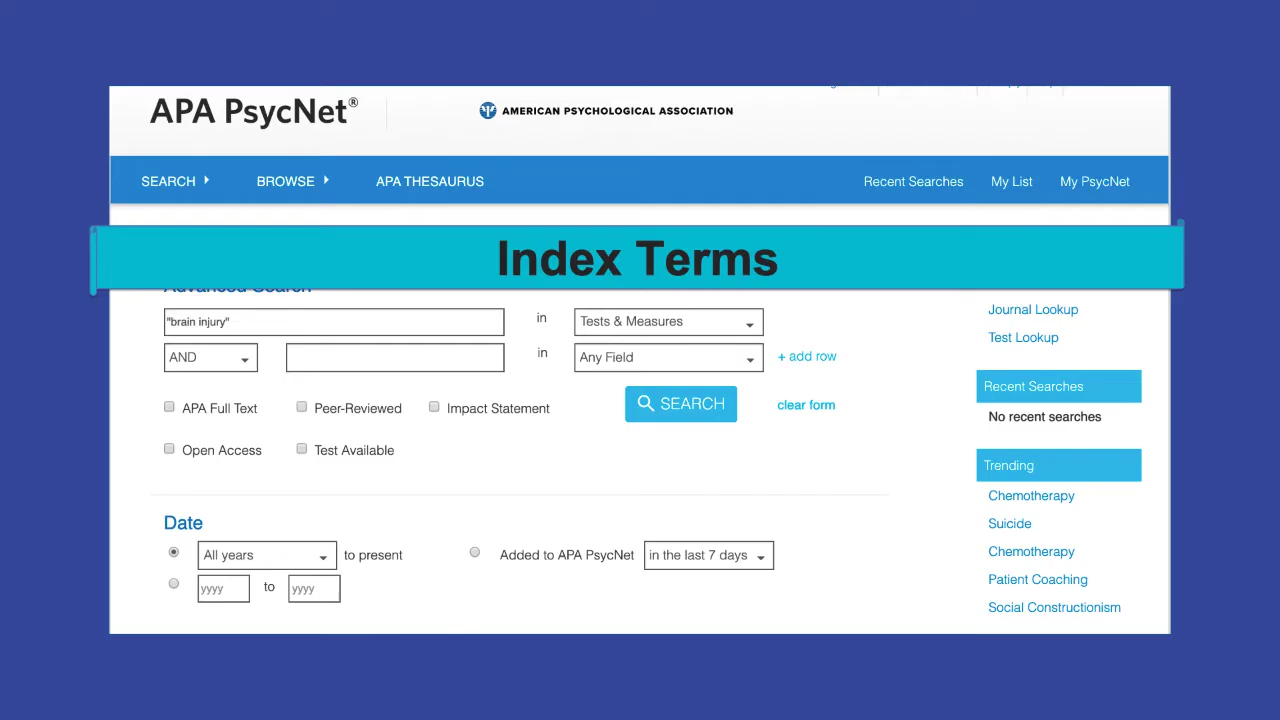 APA PsycNet®
AMERICAN PSYCHOLOGICAL ASSOCIATION
SEARCH
BROWSE
APA THESAURUS
Recent Searches
My List
My PsycNet
Index Terms
Advanced Search
"brain injury"
in
Tests & Measures
AND
in
Any Field
+ add row
APA Full Text
Peer-Reviewed
Impact Statement
SEARCH
clear form
Open Access
Test Available
Date
All years
to present
Added to APA PsycNet
in the last 7 days
yyyy
to
yyyy
Journal Lookup
Test Lookup
Recent Searches
No recent searches
Trending
Chemotherapy
Suicide
Chemotherapy
Patient Coaching
Social Constructionism